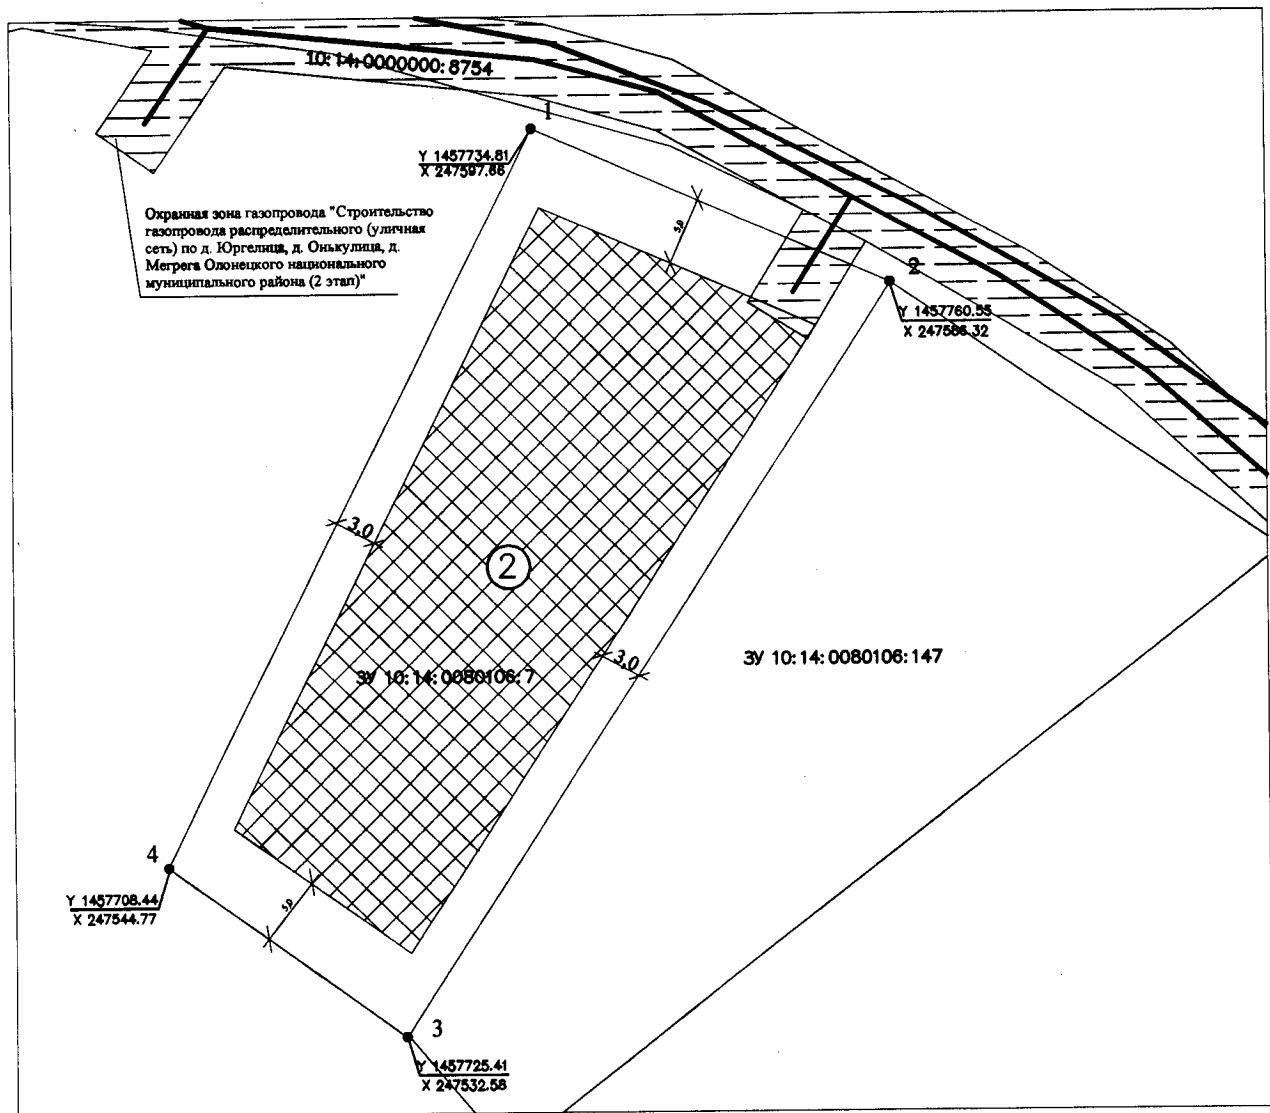 10:14:0000000:8754
1
Y 1457734.81
X 247597.66
Охранная зона газопровода "Строительство
газопровода распределительного (уличная
сеть) по д. Юргелица, д. Онькулица, д.
Мегрега Олонецкого национального
муниципального района (2 этап)"
5,0
2
Y 1457760.55
X 247586.32
3,0
2
3,0
ЗУ 10:14:0080106:147
ЗУ 10:14:0080106:7
4
5,0
Y 1457708.44
X 247544.77
3
Y 1457725.41
X 247532.58